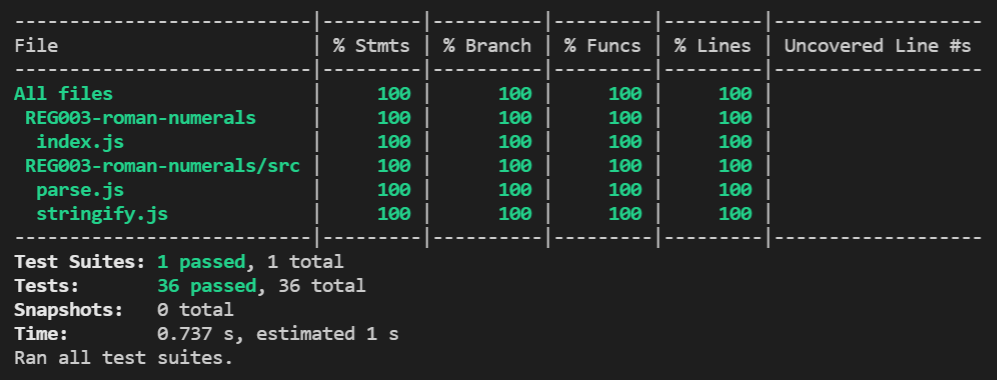 ----------------------------|---------|----------|---------|---------|-------------------
File                        | % Stmts | % Branch | % Funcs | % Lines | Uncovered Line #s
----------------------------|---------|----------|---------|---------|-------------------
All files                   |     100 |      100 |     100 |     100 |
 REG003-roman-numerals      |     100 |      100 |     100 |     100 |
  index.js                  |     100 |      100 |     100 |     100 |
 REG003-roman-numerals/src  |     100 |      100 |     100 |     100 |
  parse.js                  |     100 |      100 |     100 |     100 |
  stringify.js              |     100 |      100 |     100 |     100 |
----------------------------|---------|----------|---------|---------|-------------------
Test Suites: 1 passed, 1 total
Tests:       36 passed, 36 total
Snapshots:   0 total
Time:        0.737 s, estimated 1 s
Ran all test suites.